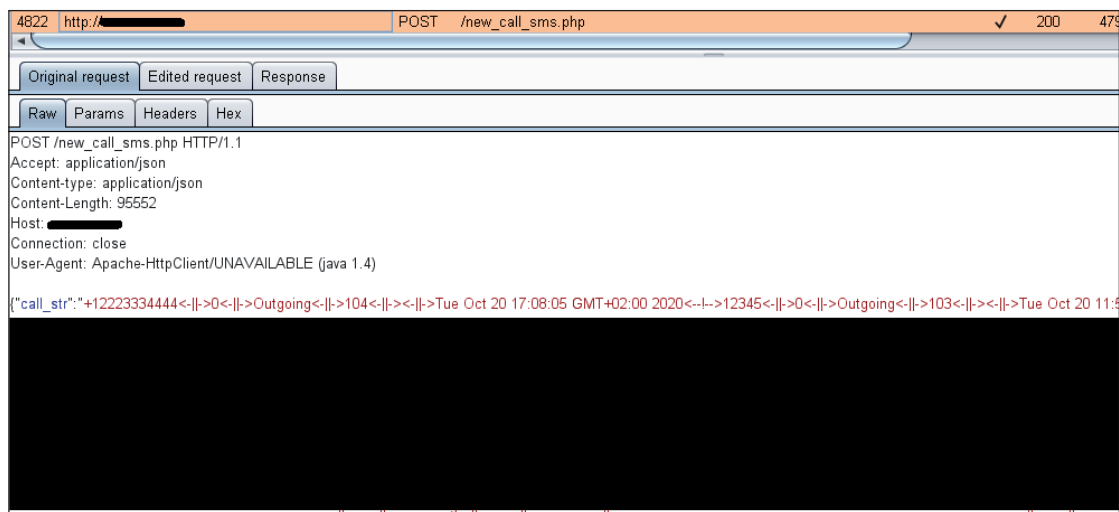 4822 http:// POST /new_call_sms.php ✓ 200 479
Original request Edited request Response
Raw Params Headers Hex
POST /new_call_sms.php HTTP/1.1
Accept: application/json
Content-type: application/json
Content-Length: 95552
Host:
Connection: close
User-Agent: Apache-HttpClient/UNAVAILABLE (java 1.4)
{"call_str":"+12223334444<-||->0<-||->Outgoing<-||->104<-||-><-||->Tue Oct 20 17:08:05 GMT+02:00 2020<--!-->12345<-||->0<-||->Outgoing<-||->103<-||-><-||->Tue Oct 20 11:5